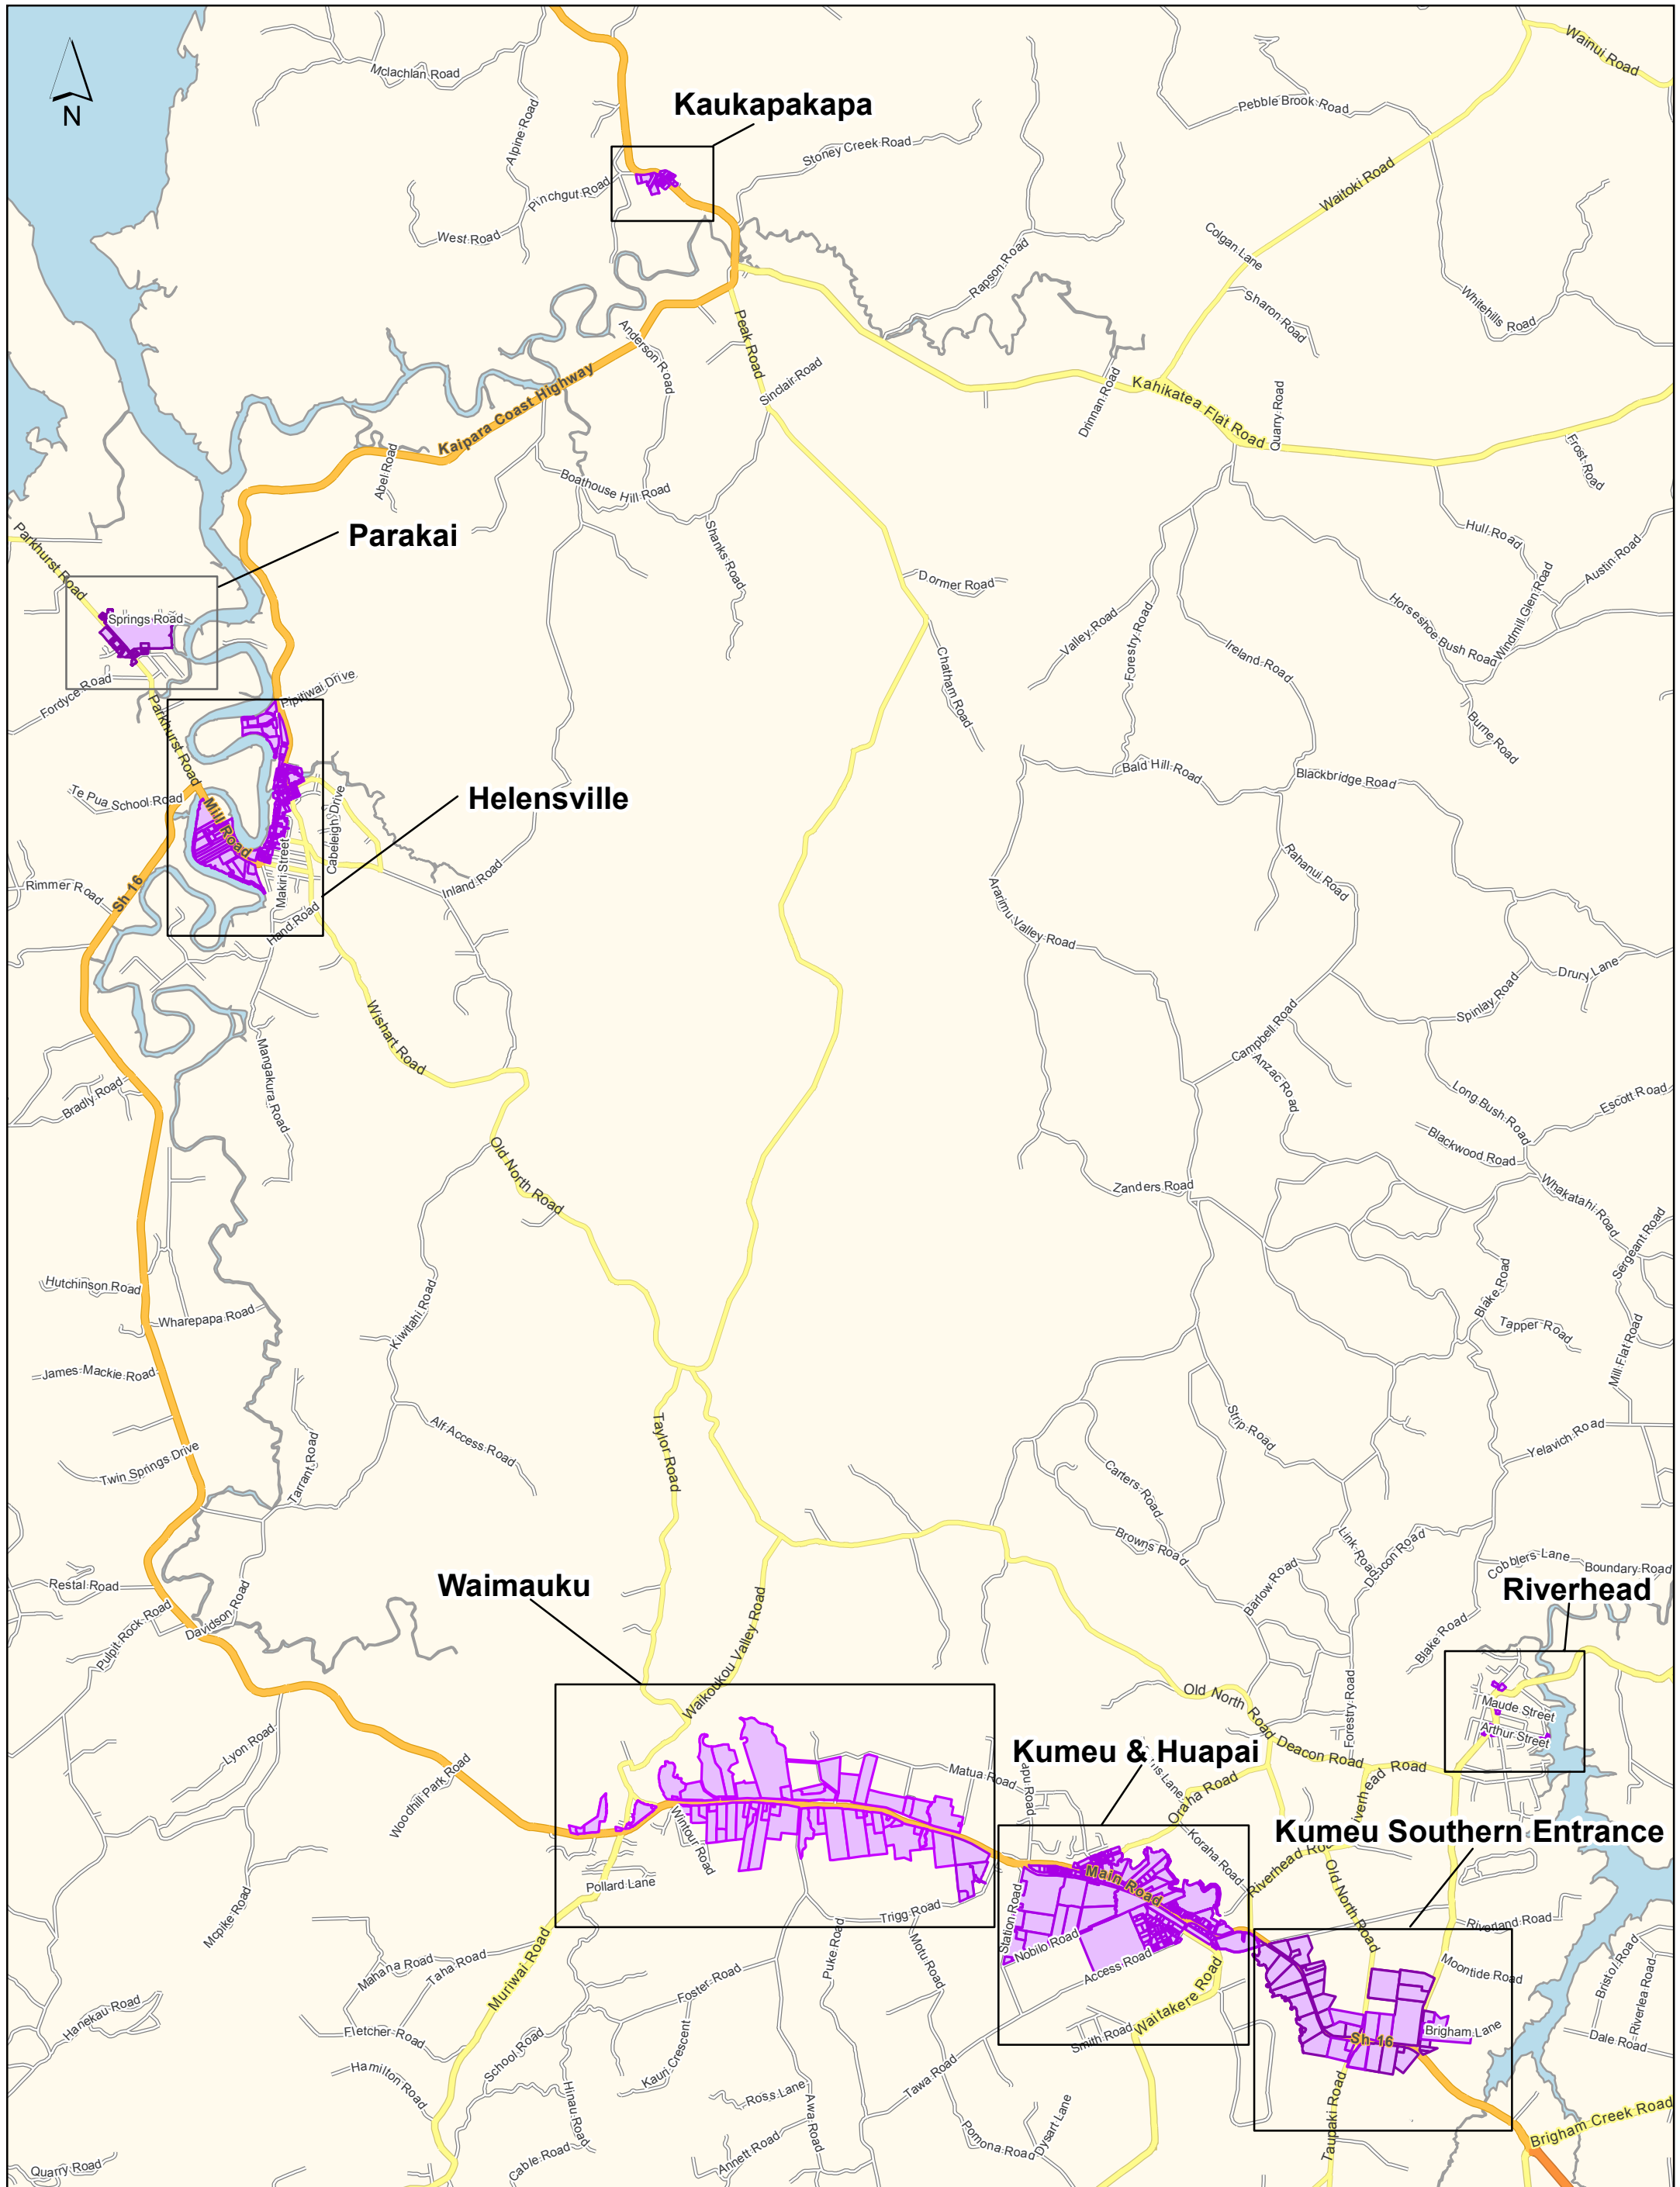 Wainui Road
Mclachlan Road
N
Kaukapakapa
Pebble Brook Road
Alpine Road
Stoney Creek Road
Waitoki Road
Pinchgut Road
West Road
Colgan Lane
Rapson Road
Sharon Road
Whitehills Road
Peak Road
Anderson Road
Sinclair Road
Kaipara Coast Highway
Drinnan Road
Kahikatea Flat Road
Quarry Road
Abel Road
Boathouse Hill Road
Frost Road
Parakai
Parkhurst Road
Shanks Road
Hull Road
Austin Road
Dormer Road
Springs Road
Valley Road
Forestry Road
Horseshoe Bush Road
Windmill Glen Road
Ireland Road
Chatham Road
Fordyce Road
Pipitiwai Drive
Parkhurst Road
Burne Road
Bald Hill Road
Blackbridge Road
Te Pua School Road
Helensville
Mill Road
Cabeleigh Drive
Makiri Street
Rimmer Road
Sh 16
Inland Road
Rahanui Road
Hand Road
Ararimu Valley Road
Drury Lane
Spinlay Road
Wishart Road
Campbell Road
Anzac Road
Mangakura Road
Bradly Road
Long Bush Road
Escott Road
Blackwood Road
Old North Road
Zanders Road
Whakatahi Road
Sergeant Road
Hutchinson Road
Wharepapa Road
Kiwitahi Road
Blake Road
Tapper Road
Mill Flat Road
James Mackie Road
Alf Access Road
Taylor Road
Strip Road
Yelavich Road
Twin Springs Drive
Tarrant Road
Carters Road
Browns Road
Link Road
Deacon Road
Cobblers Lane
Boundary Road
Restal Road
Waimauku
Riverhead
Barlow Road
Pulpit Rock Road
Davidson Road
Waikoukou Valley Road
Blake Road
Forestry Road
Old North Road
Maude Street
Arthur Street
Lyon Road
Woodhill Park Road
Kumeu & Huapai
Deacon Road
Riverhead Road
Matua Road
Oraha Road
Kumeu Southern Entrance
Wintour Road
Koraha Road
Riverhead
Main Road
Old North Road
Pollard Lane
Mcpike Road
Trigg Road
Station Road
Nobilo Road
Access Road
Riverland Road
Muriwai Road
Puke Road
Motu Road
Mahana Road
Taha Road
Foster Road
Waitakere Road
Moontide Road
Bristol Road
Riverlea Road
Hanekau Road
Fletcher Road
School Road
Kauri Crescent
Smith Road
Sh 16
Brigham Lane
Dale Road
Hamilton Road
Hinau Road
Ross Lane
Awa Road
Tawa Road
Pomona Road
Dysart Lane
Taupaki Road
Brigham Creek Road
Quarry Road
Cable Road
Annett Road